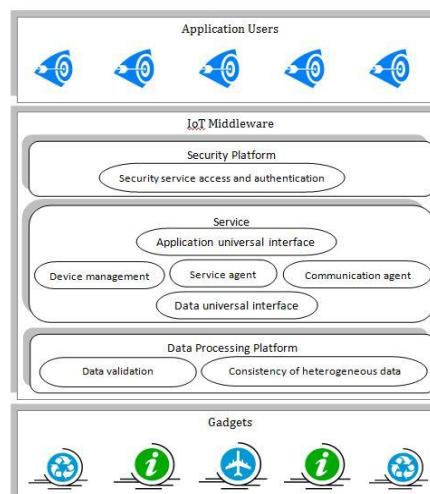 Application Users
IoT Middleware
Security Platform
Security service access and authentication
Service
Application universal interface
Device management
Service agent
Communication agent
Data universal interface
Data Processing Platform
Data validation
Consistency of heterogeneous data
Gadgets
i
i